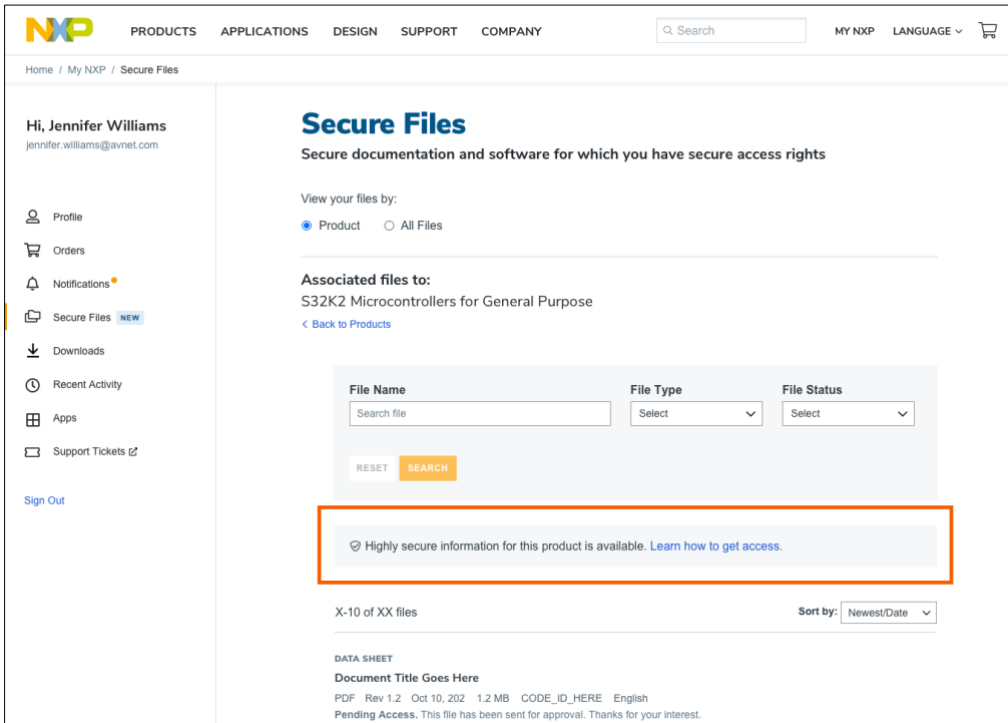 NXP PRODUCTS APPLICATIONS DESIGN SUPPORT COMPANY Search MY NXP LANGUAGE
Home / My NXP / Secure Files
Hi, Jennifer Williams
jennifer.williams@avnet.com
Profile
Orders
Notifications
Secure Files NEW
Downloads
Recent Activity
Apps
Support Tickets
Sign Out
Secure Files
Secure documentation and software for which you have secure access rights
View your files by:
Product All Files
Associated files to:
S32K2 Microcontrollers for General Purpose
< Back to Products
File Name File Type File Status
Search file Select Select
RESET SEARCH
Highly secure information for this product is available. Learn how to get access.
X-10 of XX files Sort by: Newest/Date
DATA SHEET
Document Title Goes Here
PDF Rev 1.2 Oct 10, 202 1.2 MB CODE_ID_HERE English
Pending Access. This file has been sent for approval. Thanks for your interest.